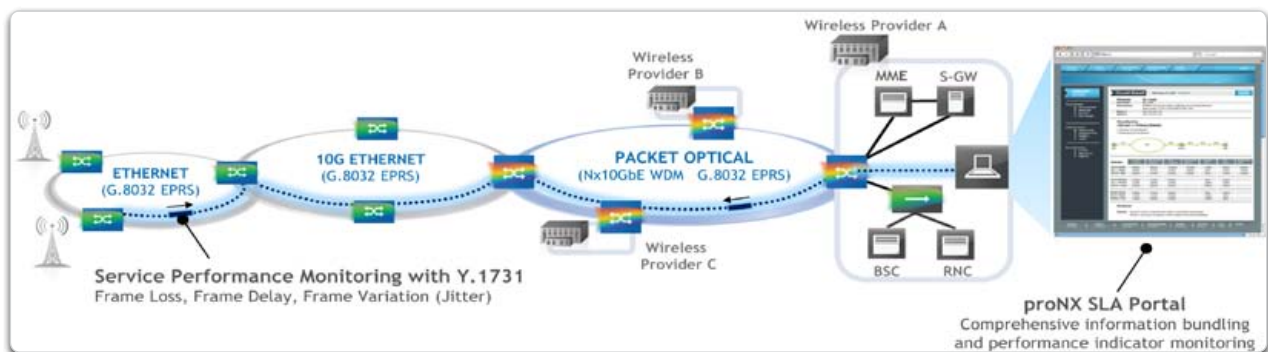 Wireless Provider A
Wireless
Provider B
MME
S-GW
ETHERNET
(G.8032 EPRS)
10G ETHERNET
(G.8032 EPRS)
PACKET OPTICAL
(Nx10GbE WDM G.8032 EPRS)
Wireless
Provider C
BSC
RNC
Service Performance Monitoring with Y.1731
Frame Loss, Frame Delay, Frame Variation (Jitter)
proNX SLA Portal
Comprehensive information bundling
and performance indicator monitoring